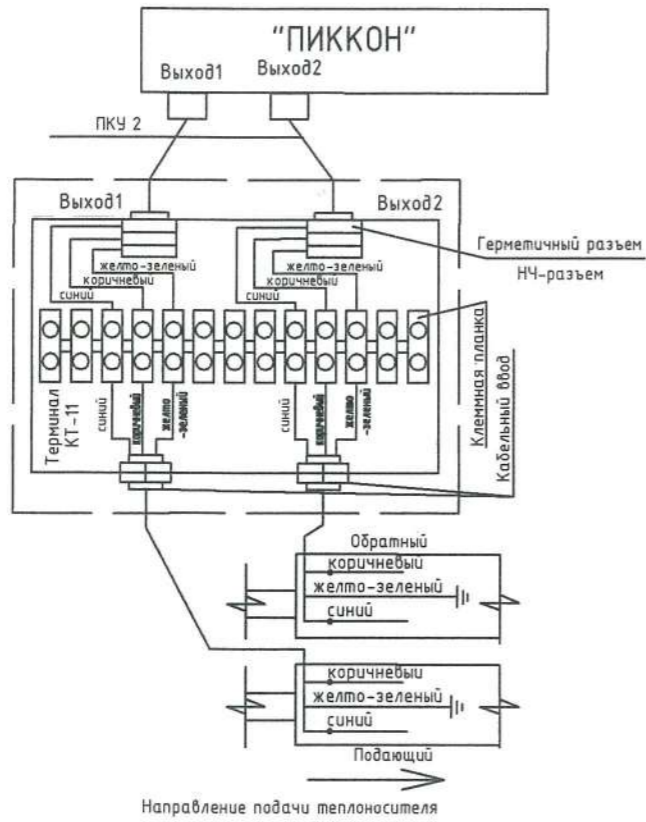 "ПИККОН"
Выход1
Выход2
ПКУ 2
Выход1
Выход2
Герметичный разъем
НЧ-разъем
желто-зеленый
коричневый
синий
желто-зеленый
коричневый
синий
Клеммная планка
Кабельный ввод
Терминал
КТ-11
синий
коричневый
желто
-зеленый
синий
коричневый
желто
-зеленый
Обратный
коричневый
желто-зеленый
синий
коричневый
желто-зеленый
синий
Подающий
Направление подачи теплоносителя